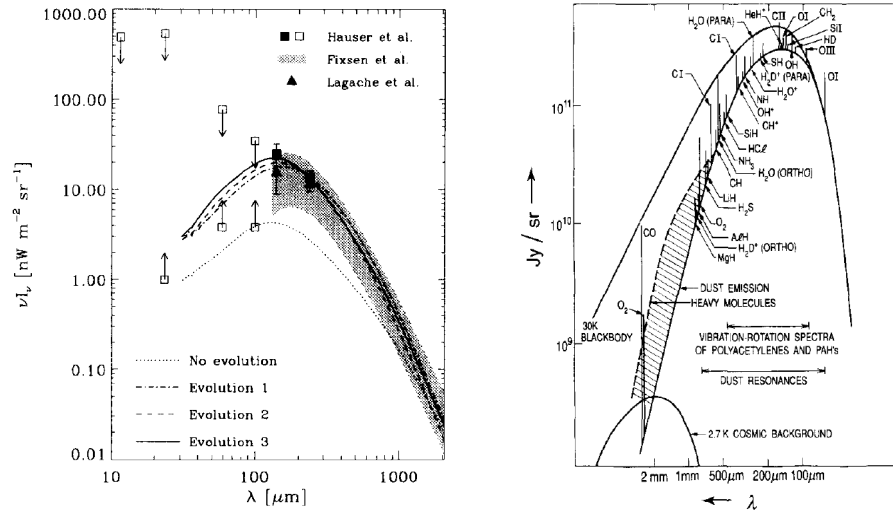 1000.00
100.00
10.00
1.00
0.10
0.01
νIν [nW m⁻² sr⁻¹]
Hauser et al.
Fixsen et al.
Lagache et al.
No evolution
Evolution 1
Evolution 2
Evolution 3
10
100
1000
λ [μm]
Jy / sr
10¹¹
10¹⁰
10⁹
H₂O (PARA)
HeH⁺
CII
OI
CH₂
SiI
HD
OIII
OI
CI
CI
OH
SH
H₂D⁺ (PARA)
H₂O⁺
NH
OH⁺
CH⁺
SiH
HCℓ
NH₃
H₂O (ORTHO)
CH
LiH
H₂S
O₂
AℓH
H₂D⁺ (ORTHO)
MgH
CO
O₂
DUST EMISSION
HEAVY MOLECULES
30K
BLACKBODY
VIBRATION-ROTATION SPECTRA
OF POLYACETYLENES AND PAH's
DUST RESONANCES
2.7 K COSMIC BACKGROUND
2 mm
1mm
500μm
200μm
100μm
λ